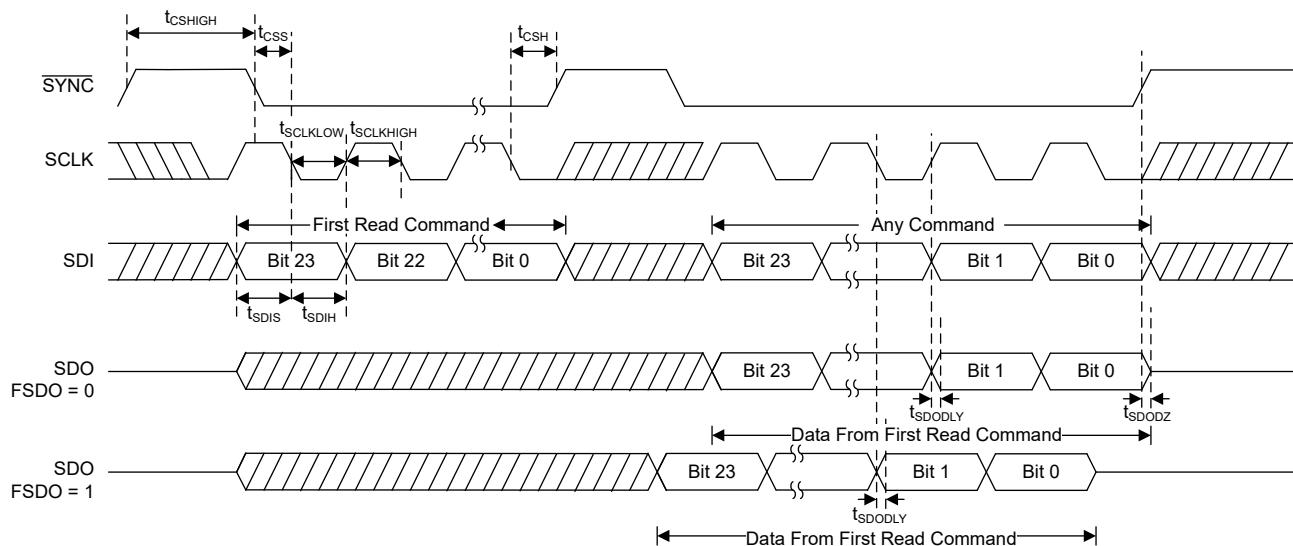 tCSHIGH
tCSS
tCSH
SYNC
tSCLKLOW
tSCLKHIGH
SCLK
First Read Command
Any Command
SDI
Bit 23
Bit 22
Bit 0
Bit 23
Bit 1
Bit 0
tSDIS
tSDIH
SDO
FSDO = 0
Bit 23
Bit 1
Bit 0
tSDODLY
tSDODZ
Data From First Read Command
SDO
FSDO = 1
Bit 23
Bit 1
Bit 0
tSDODLY
Data From First Read Command